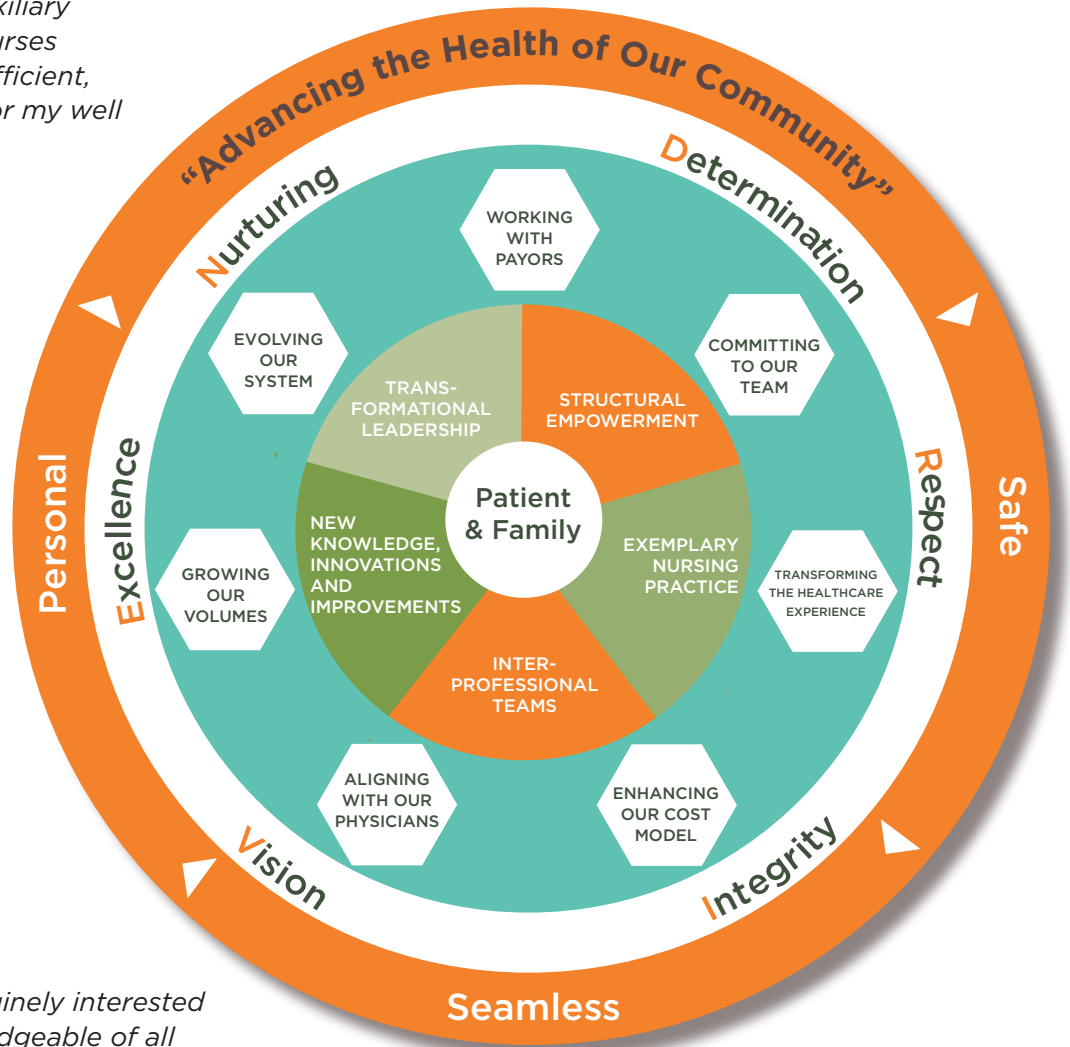 urses
fficient,
or my well
“Advancing the Health of Our Community”
Nurturing
Determination
Respect
Integrity
Vision
Excellence
Personal
Safe
Seamless
WORKING
WITH
PAYORS
COMMITTING
TO OUR
TEAM
TRANSFORMING
THE HEALTHCARE
EXPERIENCE
ENHANCING
OUR COST
MODEL
ALIGNING
WITH OUR
PHYSICIANS
GROWING
OUR
VOLUMES
EVOLVING
OUR
SYSTEM
TRANS-
FORMATIONAL
LEADERSHIP
STRUCTURAL
EMPOWERMENT
EXEMPLARY
NURSING
PRACTICE
INTER-
PROFESSIONAL
TEAMS
NEW
KNOWLEDGE,
INNOVATIONS
AND
IMPROVEMENTS
Patient
& Family
uinely interested
dgeable of all